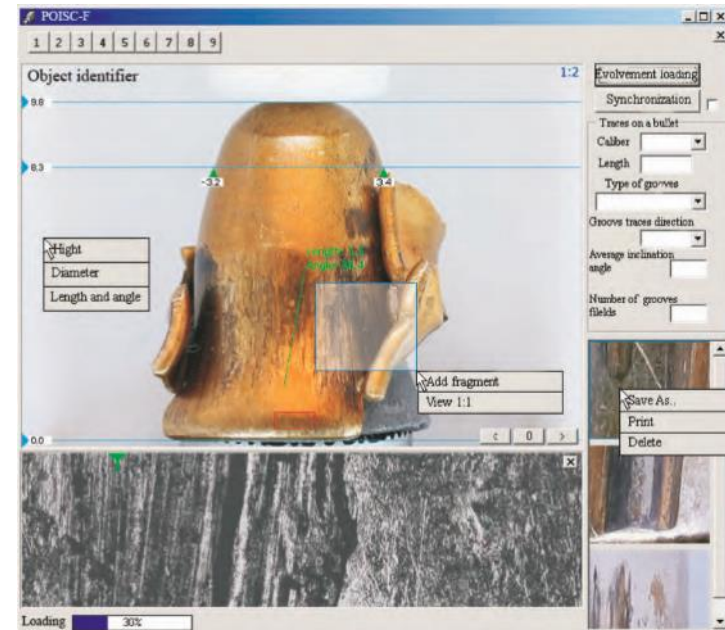 POISC-F
1 2 3 4 5 6 7 8 9
Object identifier
1:2
9.8
8.3
-3.2
3.4
Hight
Diameter
Length and angle
Add fragment
View 1:1
0.0
< 0 >
Evolvement loading
Synchronization
Traces on a bullet
Caliber
Length
Type of grooves
Groovs traces direction
Average inclination
angle
Number of grooves
filelds
Save As..
Print
Delete
Loading 30%